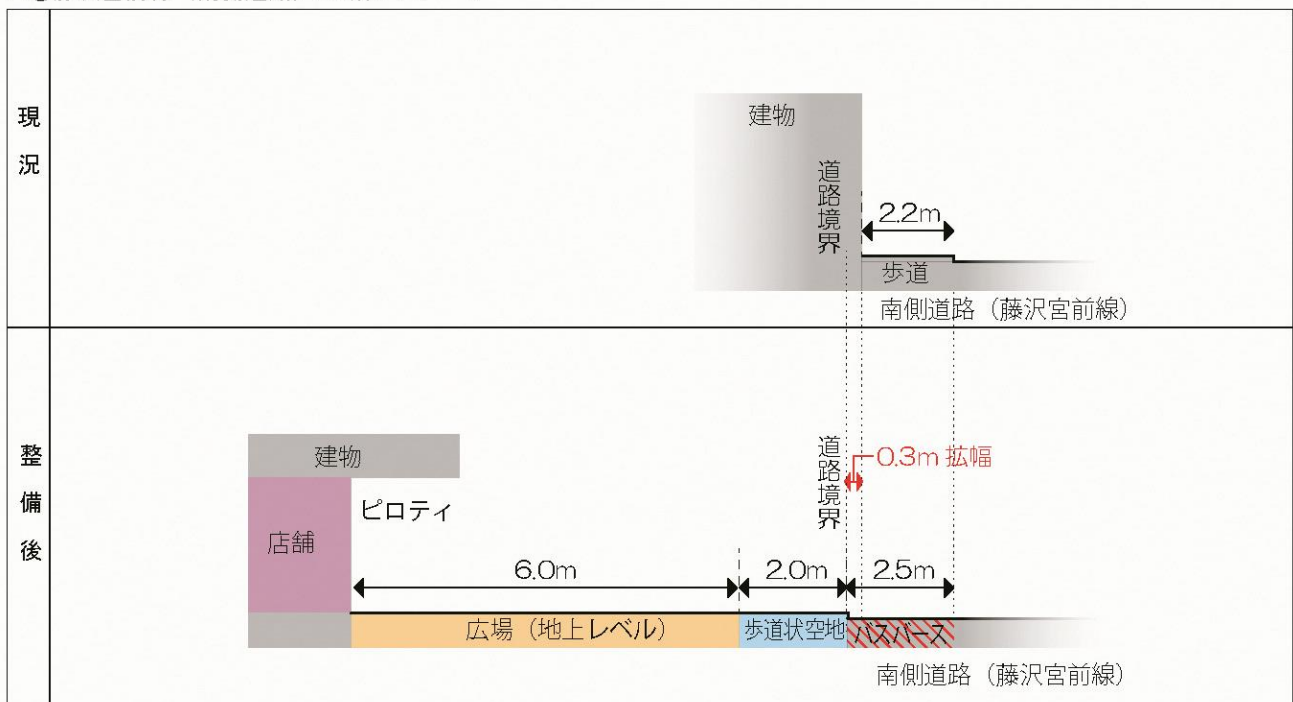 現況
建物
道路境界
2.2m
歩道
南側道路（藤沢宮前線）
整備後
建物
ピロティ
店舗
道路境界
0.3m 拡幅
6.0m
2.0m
2.5m
広場（地上レベル）
歩道状空地
バスバース
南側道路（藤沢宮前線）